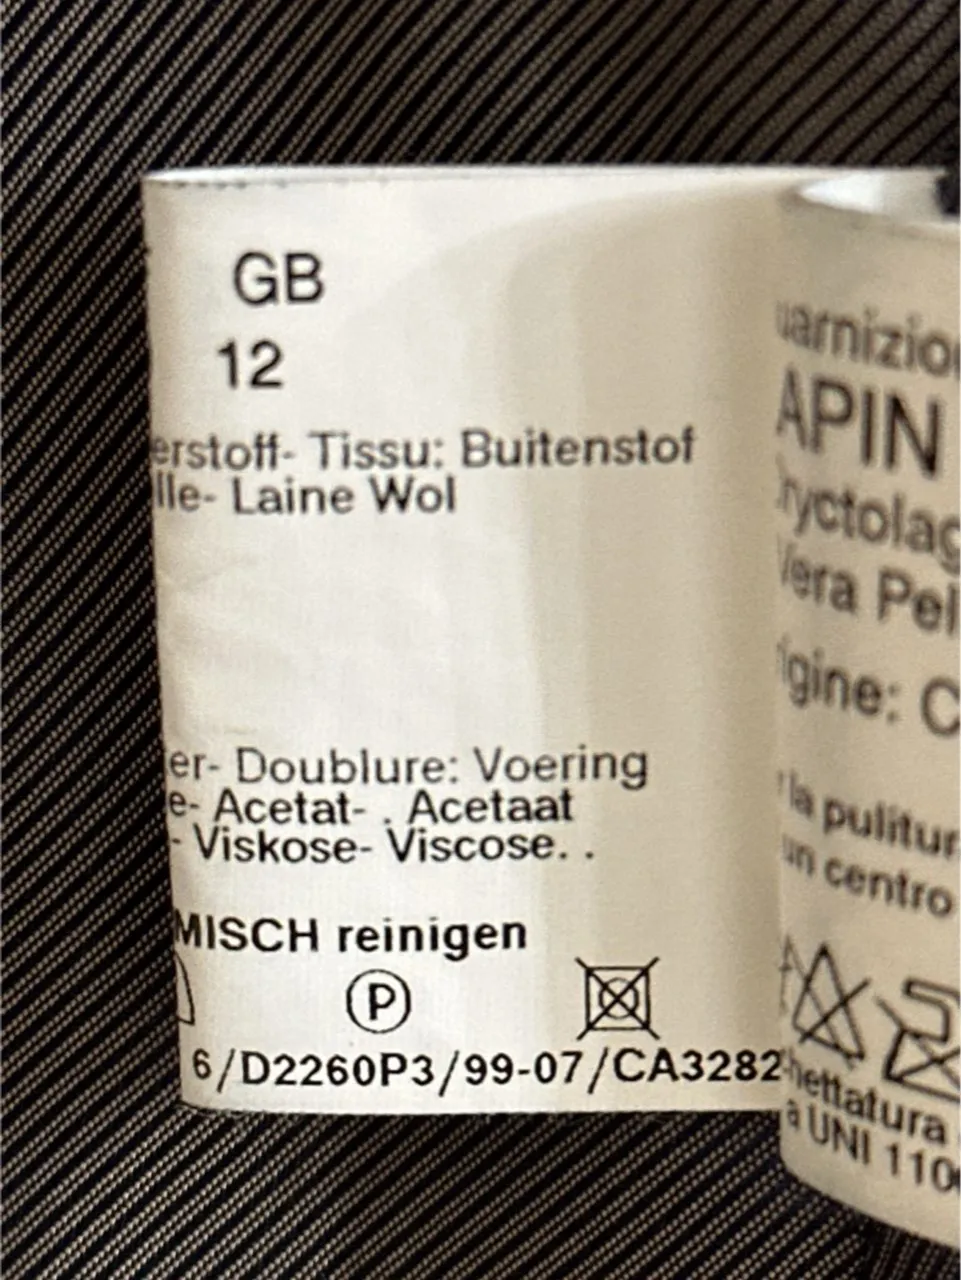 GB
12
erstoff- Tissu: Buitenstof
lle- Laine Wol
er- Doublure: Voering
e- Acetat- . Acetaat
- Viskose- Viscose. .
MISCH reinigen
P
6/D2260P3/99-07/CA3282
uarnizio
APIN
ryctolag
Vera Pel
igine: C
la pulitur
un centro
hettatura
a UNI 110